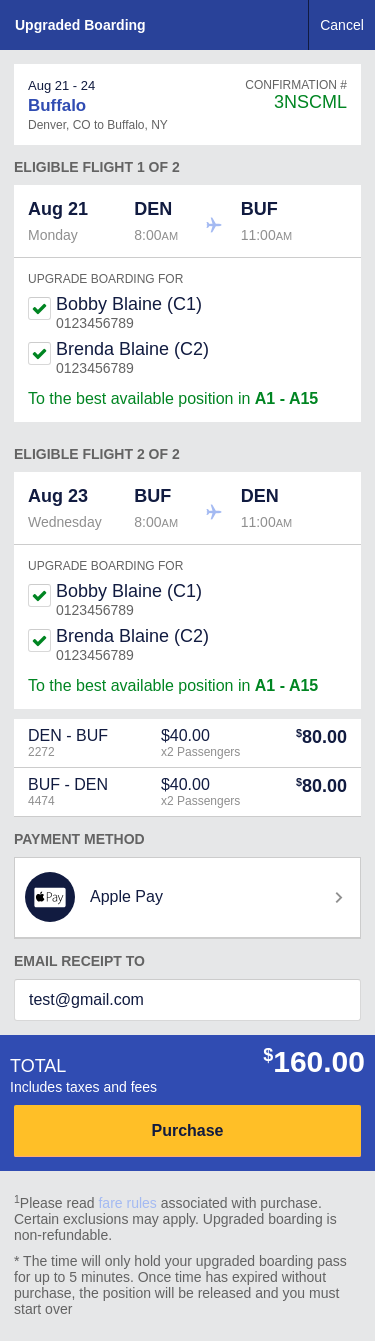 Upgraded Boarding Cancel
Aug 21 - 24 CONFIRMATION #
Buffalo 3NSCML
Denver, CO to Buffalo, NY
ELIGIBLE FLIGHT 1 OF 2
Aug 21 DEN BUF
Monday 8:00AM 11:00AM
UPGRADE BOARDING FOR
Bobby Blaine (C1)
0123456789
Brenda Blaine (C2)
0123456789
To the best available position in A1 - A15
ELIGIBLE FLIGHT 2 OF 2
Aug 23 BUF DEN
Wednesday 8:00AM 11:00AM
UPGRADE BOARDING FOR
Bobby Blaine (C1)
0123456789
Brenda Blaine (C2)
0123456789
To the best available position in A1 - A15
DEN - BUF $40.00 $80.00
2272 x2 Passengers
BUF - DEN $40.00 $80.00
4474 x2 Passengers
PAYMENT METHOD
Pay Apple Pay
EMAIL RECEIPT TO
test@gmail.com
TOTAL $160.00
Includes taxes and fees
Purchase
1Please read fare rules associated with purchase.
Certain exclusions may apply. Upgraded boarding is
non-refundable.
* The time will only hold your upgraded boarding pass
for up to 5 minutes. Once time has expired without
purchase, the position will be released and you must
start over